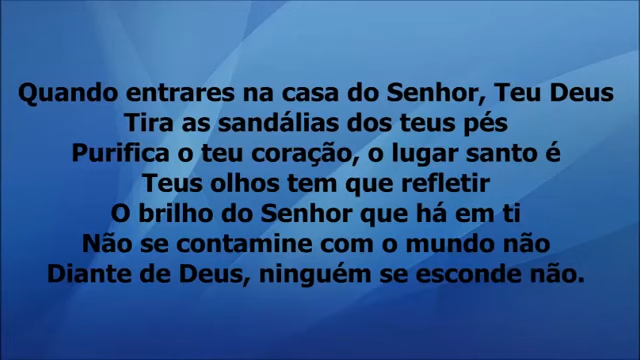 Quando entrares na casa do Senhor, Teu Deus
Tira as sandálias dos teus pés
Purifica o teu coração, o lugar santo é
Teus olhos tem que refletir
O brilho do Senhor que há em ti
Não se contamine com o mundo não
Diante de Deus, ninguém se esconde não.